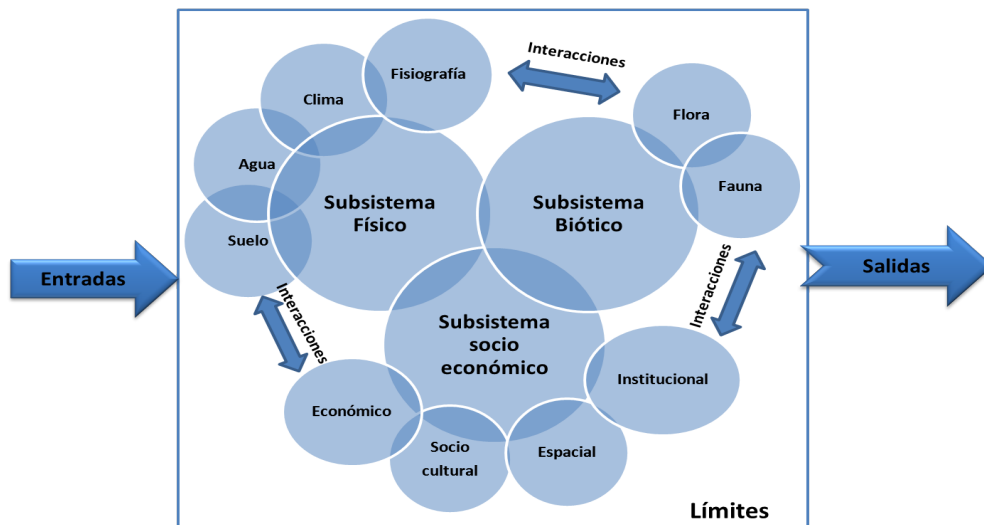 Interacciones
Fisiografía
Clima
Flora
Agua
Fauna
Subsistema
Físico
Subsistema
Biótico
Suelo
Entradas
Salidas
Interacciones
Interacciones
Subsistema
socio
económico
Institucional
Económico
Socio
cultural
Espacial
Límites